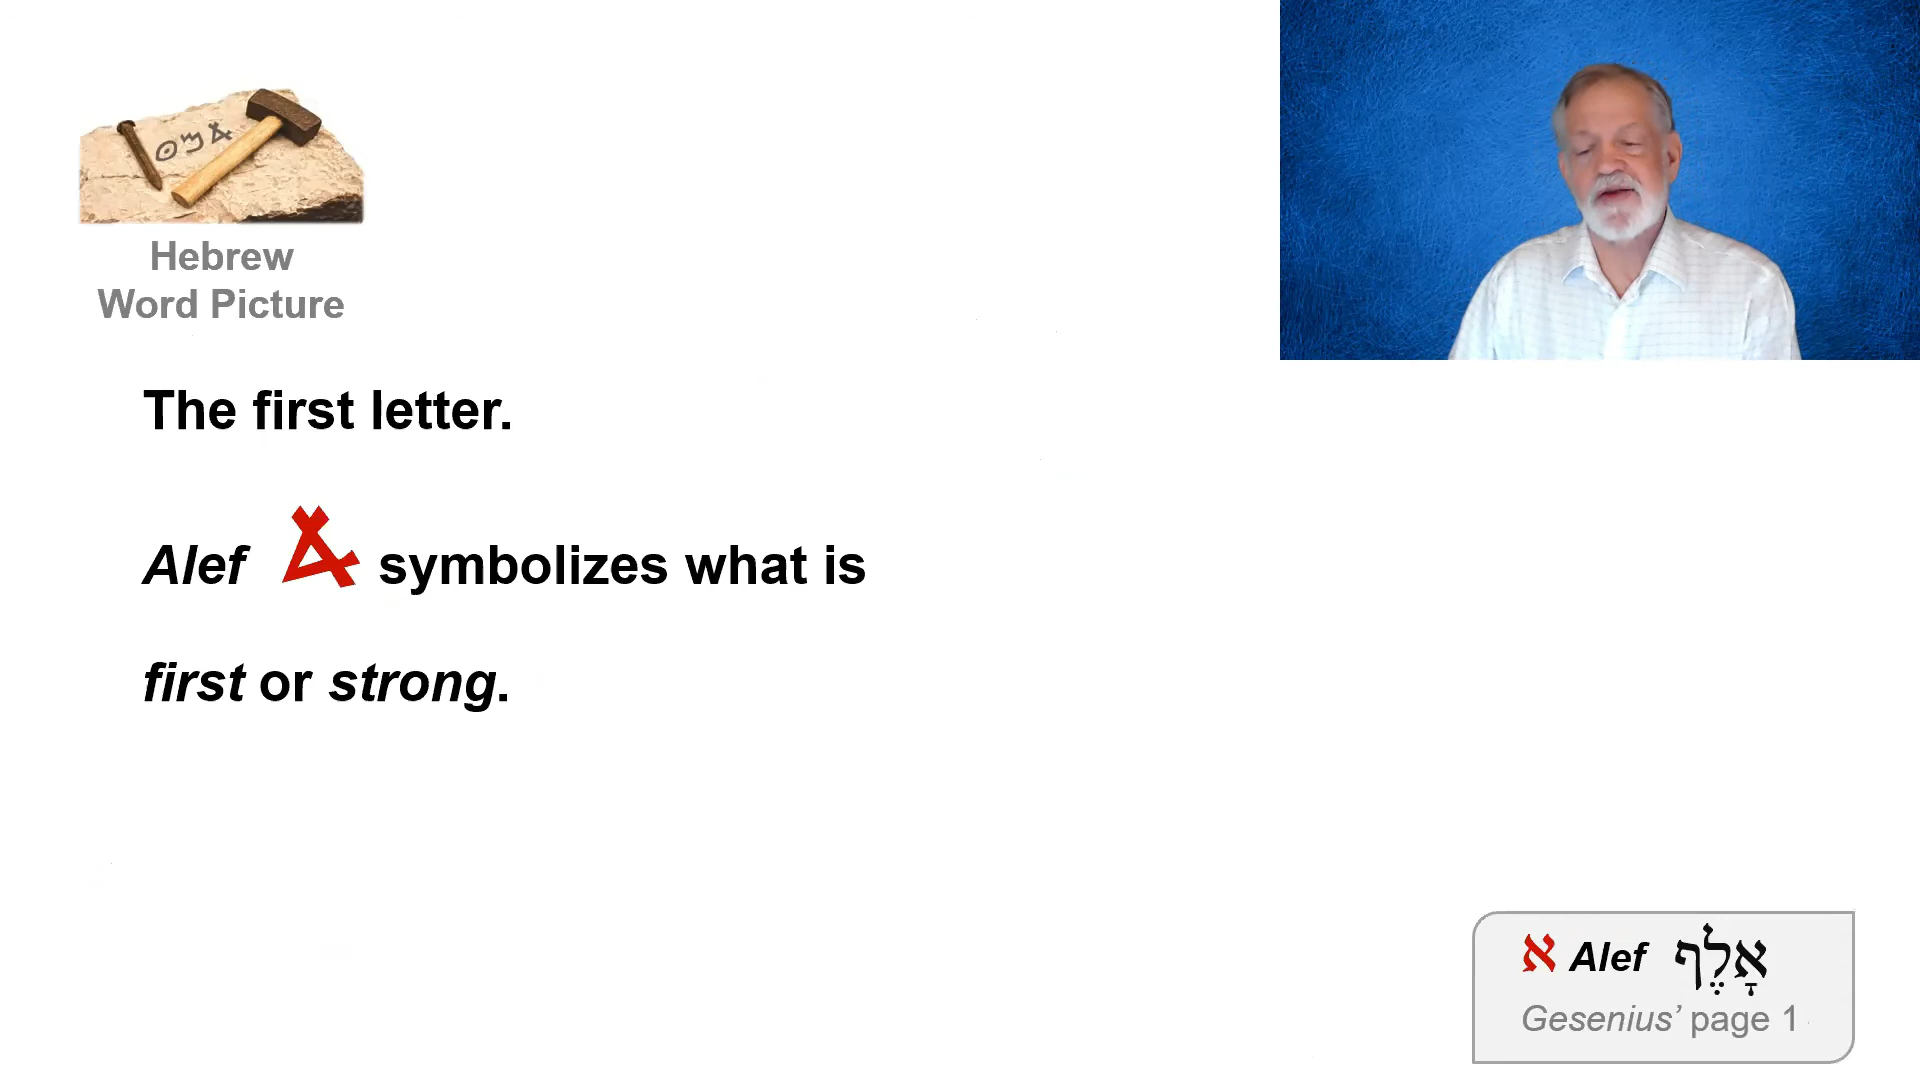 Hebrew
Word Picture
The first letter.
Alef 𐤀 symbolizes what is
first or strong.
א Alef אָלֶף
Gesenius’ page 1